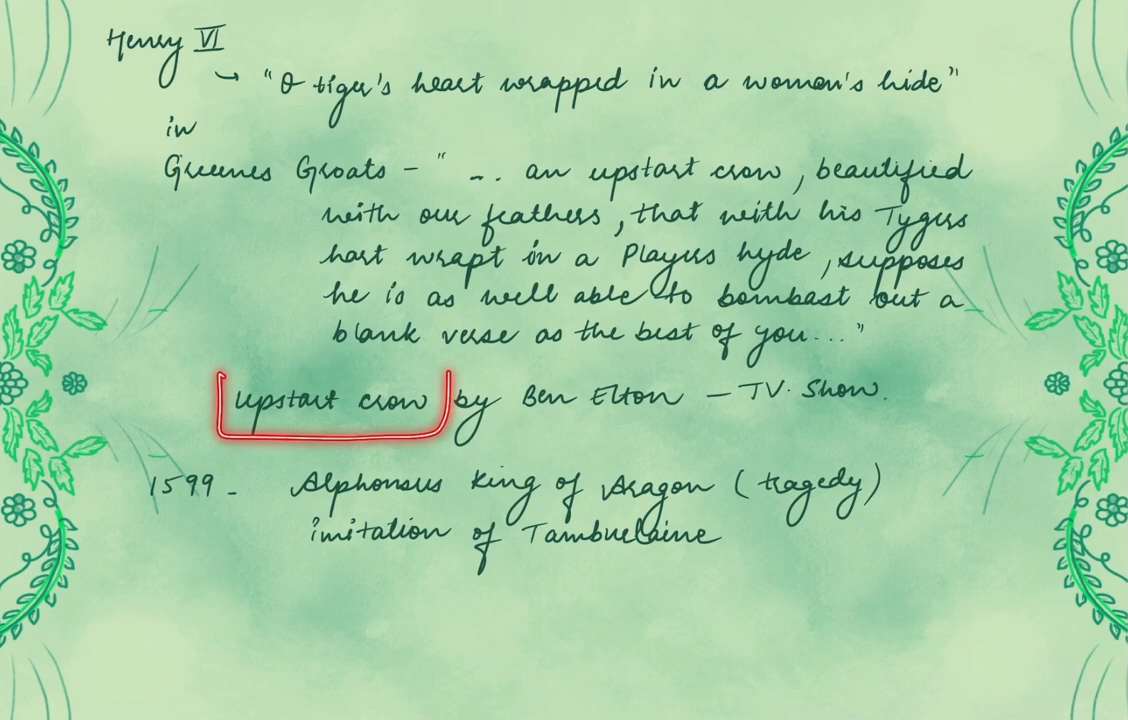 Henry VI
→ "O tiger's heart wrapped in a woman's hide"
in
Greenes Groats - " -.. an upstart crow, beautified
with our feathers, that with his Tygers
hart wrapt in a Players hyde, supposes
he is as well able to bombast out a
blank verse as the best of you..."
upstart crow by Ben Elton - TV. Show.
1599 - Alphonsus King of Aragon (tragedy)
imitation of Tamburlaine